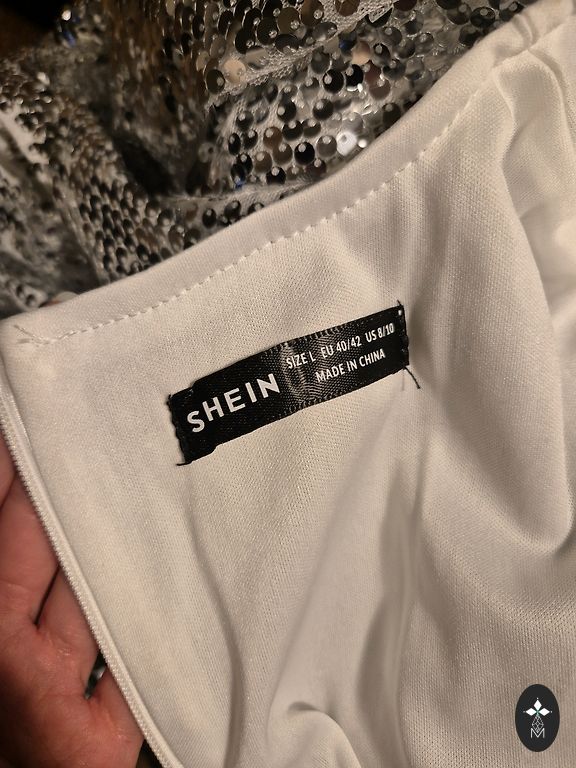 SHEIN
SIZE L EU 40/42 US 8/10
MADE IN CHINA
M